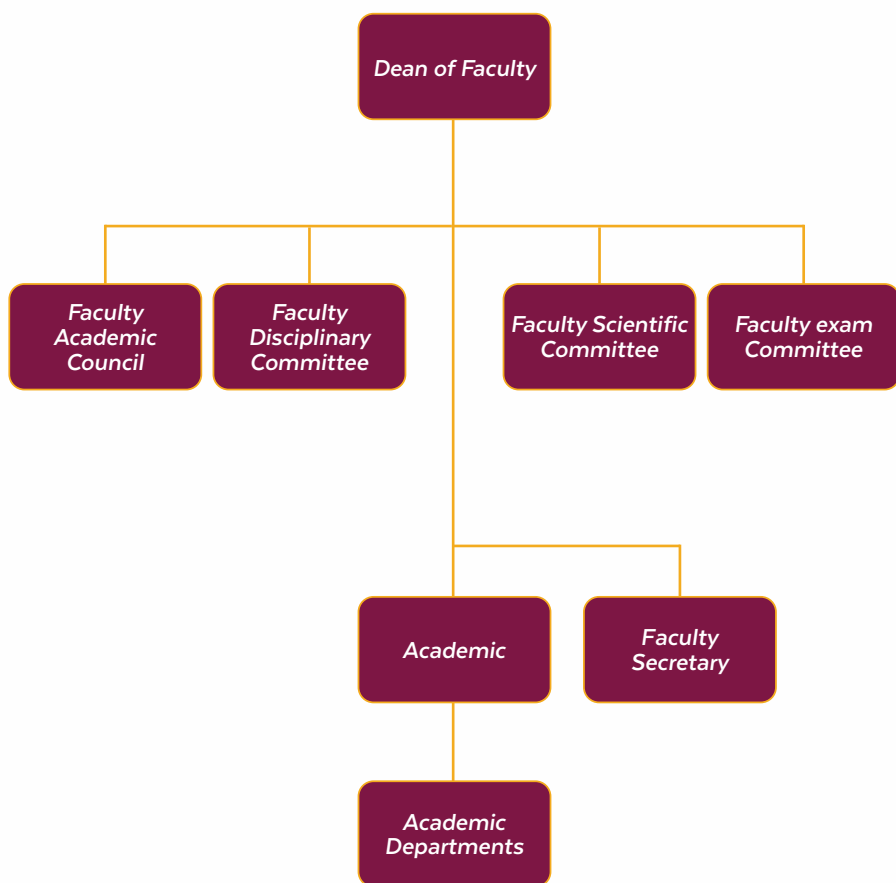 Dean of Faculty
Faculty
Academic
Council
Faculty
Disciplinary
Committee
Faculty Scientific
Committee
Faculty exam
Committee
Academic
Faculty
Secretary
Academic
Departments